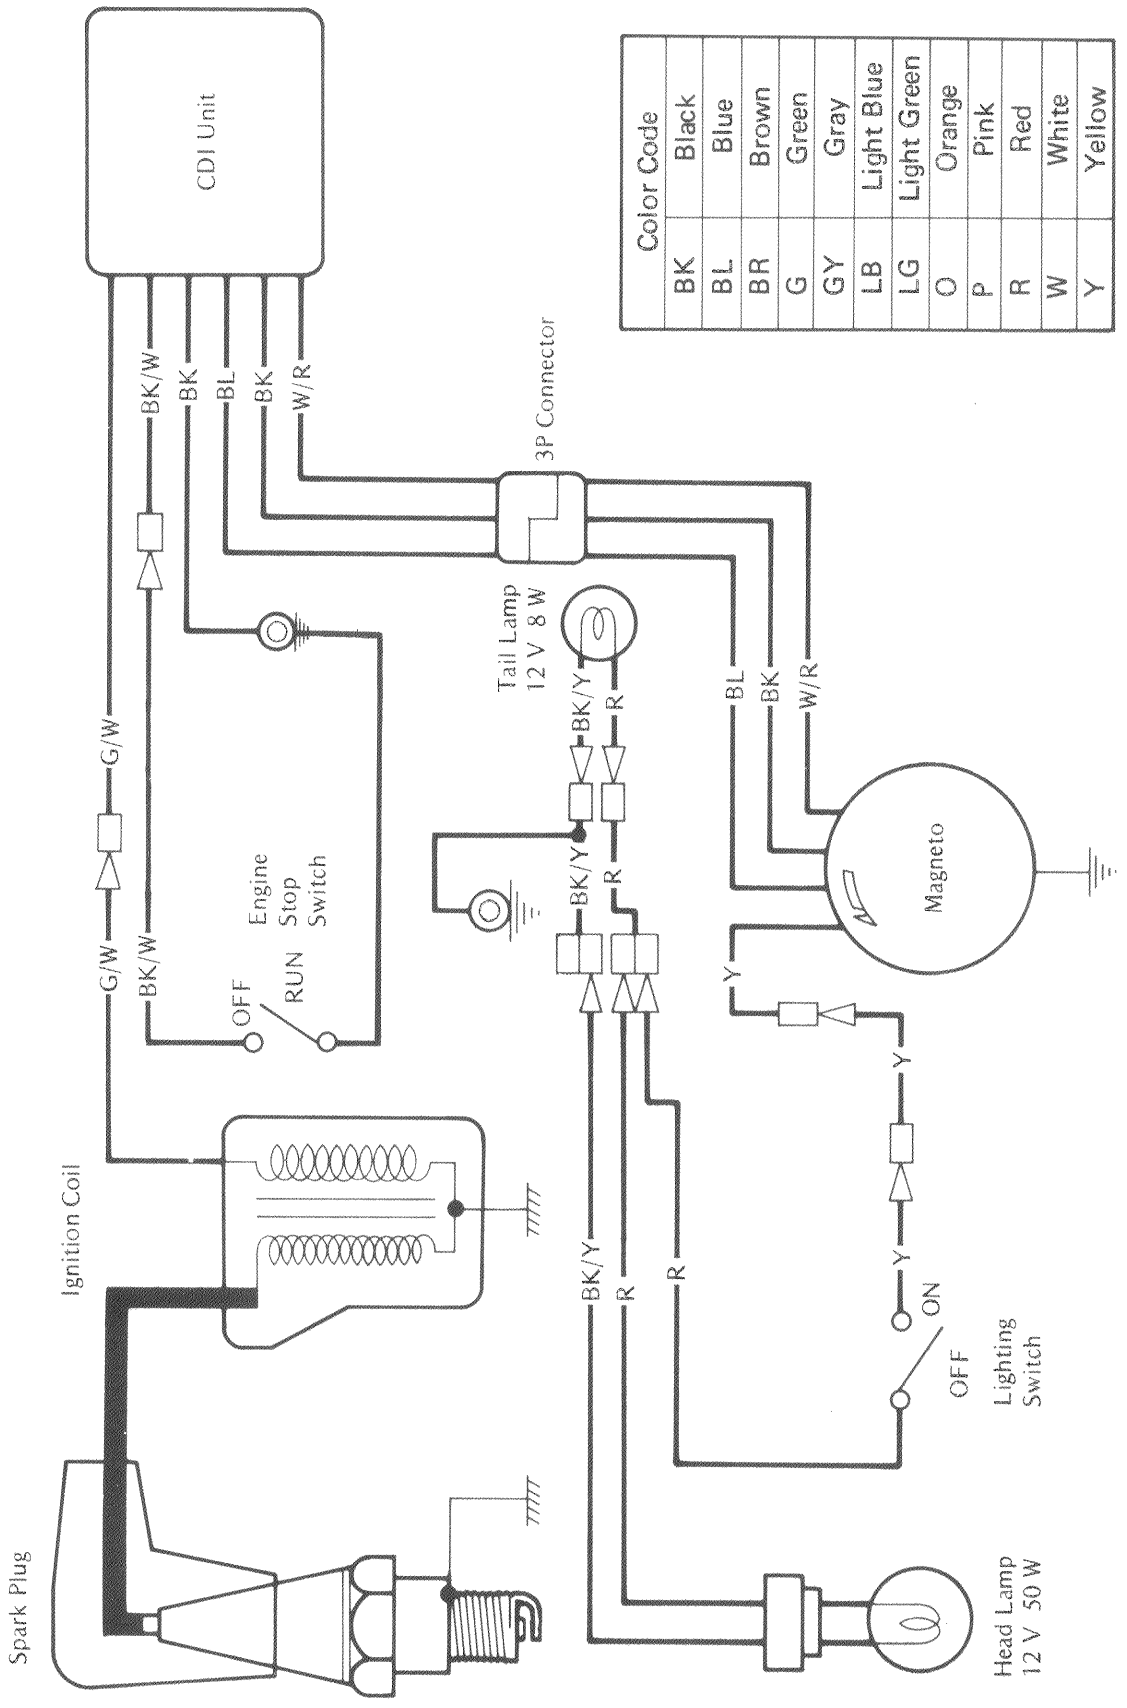 Spark Plug
Ignition Coil
G/W
G/W
BK/W
BK/W
BK
BL
BK
W/R
CDI Unit
Engine
Stop
Switch
OFF
RUN
3P Connector
Tail Lamp
12 V 8 W
BK/Y
R
BK/Y
R
BK/Y
R
R
BL
BK
W/R
Magneto
Y
Y
Y
ON
OFF
Lighting
Switch
Head Lamp
12 V 50 W
Color Code
BK Black
BL Blue
BR Brown
G Green
GY Gray
LB Light Blue
LG Light Green
O Orange
P Pink
R Red
W White
Y Yellow